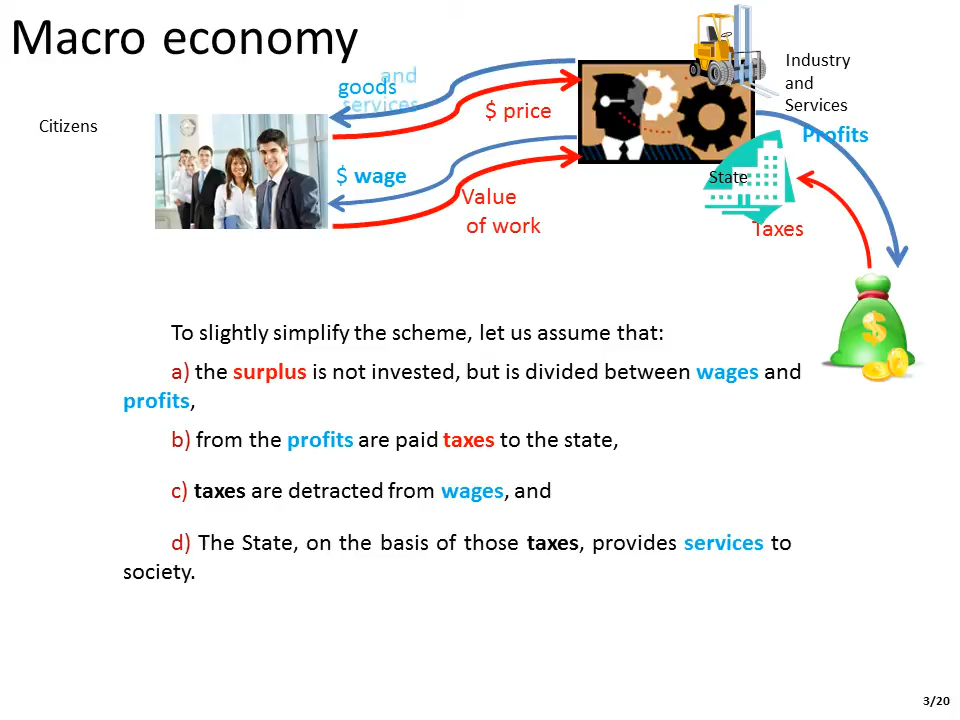 Macro economy
Citizens
goods
and
services
$ price
$ wage
Value
of work
Industry
and
Services
Profits
State
Taxes
To slightly simplify the scheme, let us assume that:
a) the surplus is not invested, but is divided between wages and
profits,
b) from the profits are paid taxes to the state,
c) taxes are detracted from wages, and
d) The State, on the basis of those taxes, provides services to
society.
3/20